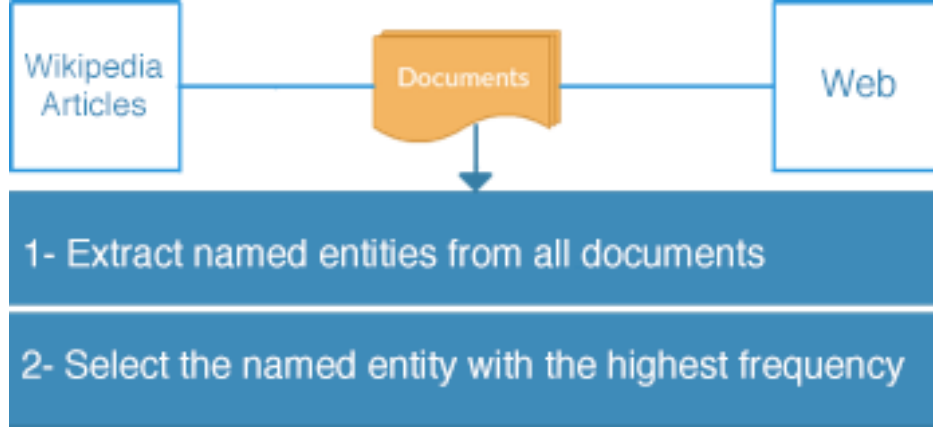 Wikipedia
Articles
Documents
Web
1- Extract named entities from all documents
2- Select the named entity with the highest frequency